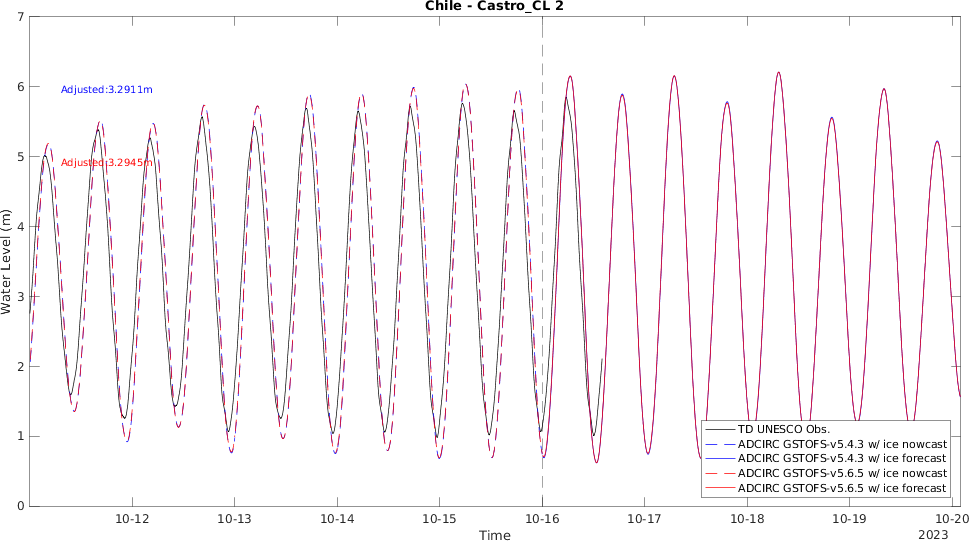 Chile - Castro_CL 2
7
6
5
4
3
2
1
0
Water Level (m)
Adjusted:3.2911m
Adjusted:3.2945m
TD UNESCO Obs.
ADCIRC GSTOFS-v5.4.3 w/ ice nowcast
ADCIRC GSTOFS-v5.4.3 w/ ice forecast
ADCIRC GSTOFS-v5.6.5 w/ ice nowcast
ADCIRC GSTOFS-v5.6.5 w/ ice forecast
10-12 10-13 10-14 10-15 10-16 10-17 10-18 10-19 10-20
Time
2023